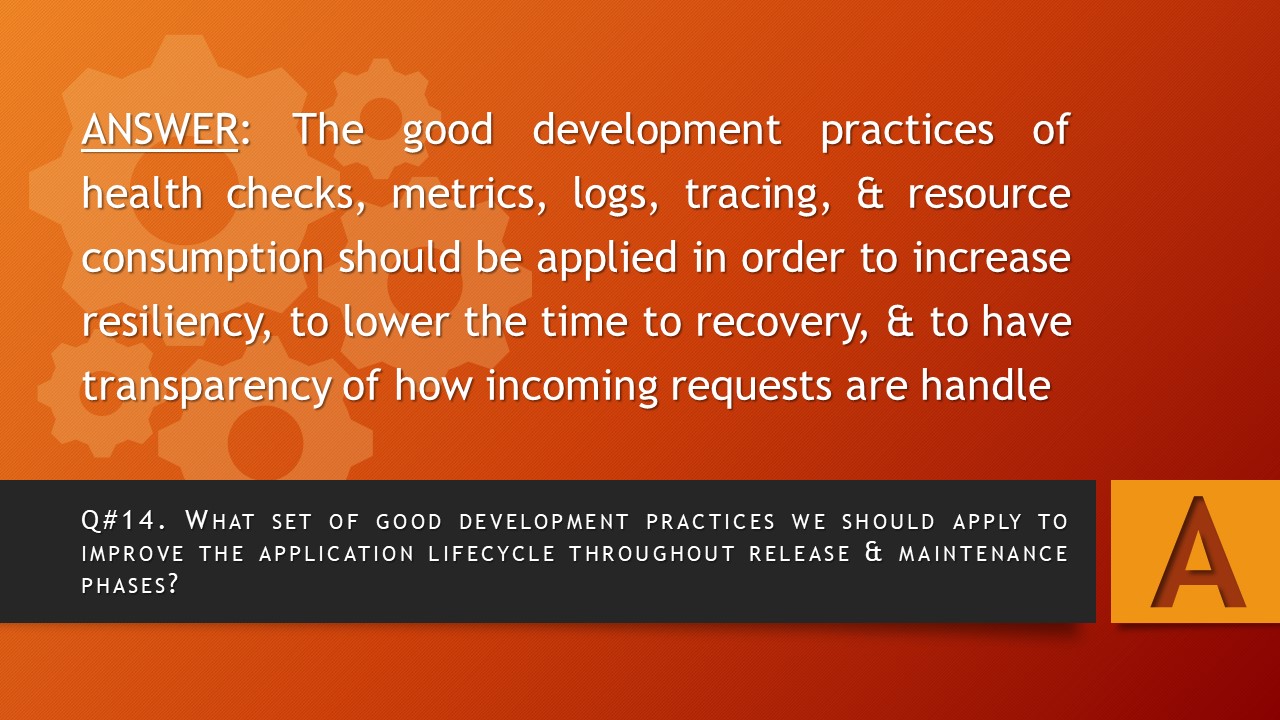 ANSWER: The good development practices of
health checks, metrics, logs, tracing, & resource
consumption should be applied in order to increase
resiliency, to lower the time to recovery, & to have
transparency of how incoming requests are handle
Q#14. What set of good development practices we should apply to
improve the application lifecycle throughout release & maintenance
phases?
A